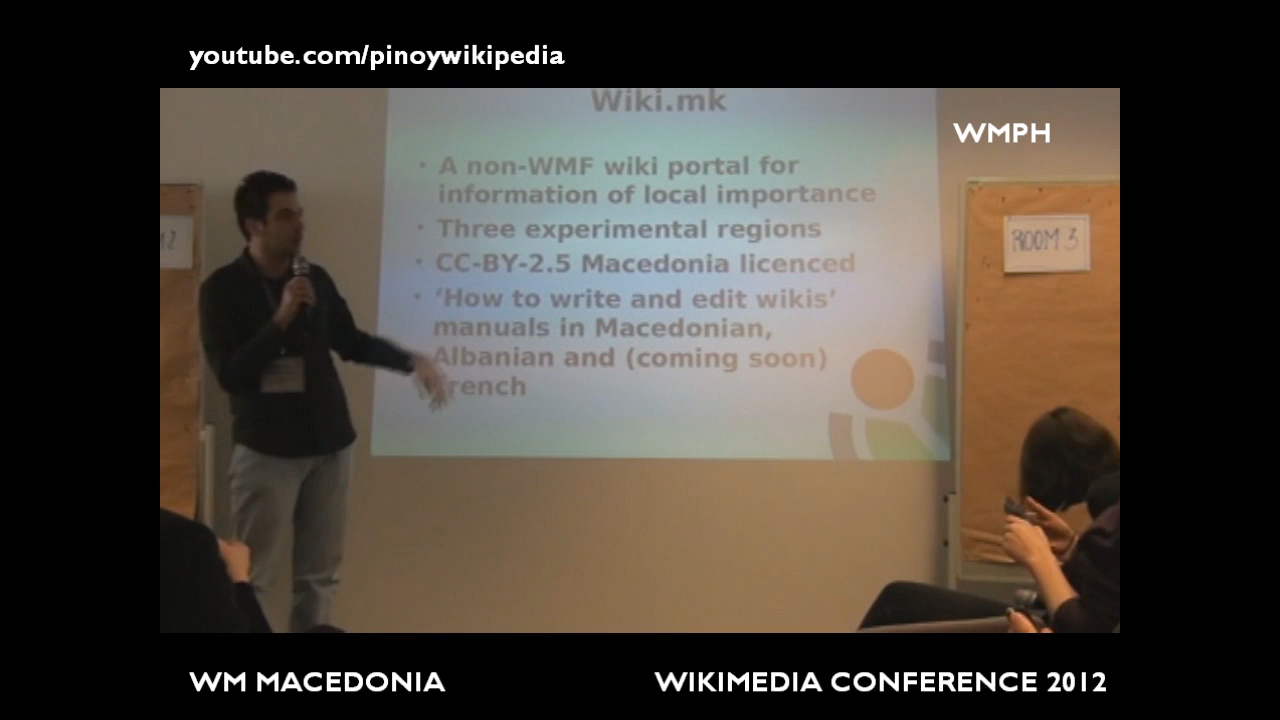 youtube.com/pinoywikipedia
WMPH
Wiki.mk
• A non-WMF wiki portal for
information of local importance
• Three experimental regions
• CC-BY-2.5 Macedonia licenced
• ‘How to write and edit wikis’
manuals in Macedonian,
Albanian and (coming soon)
French
ROOM 3
WM MACEDONIA
WIKIMEDIA CONFERENCE 2012